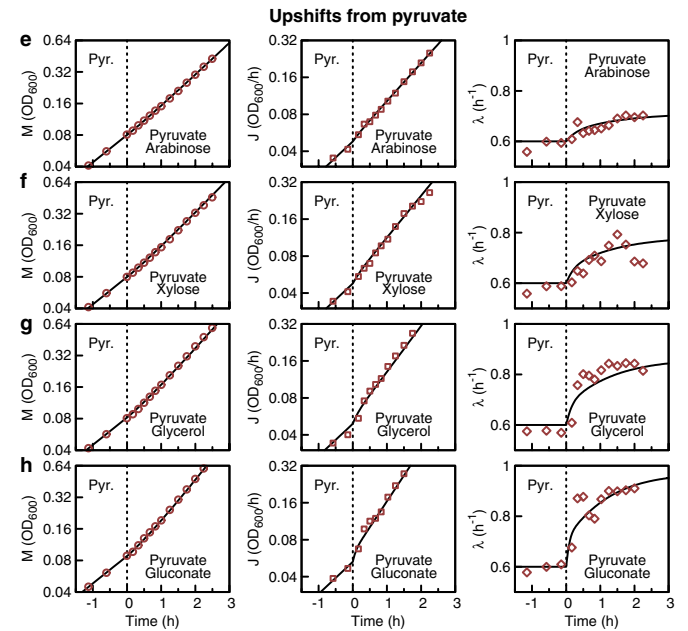 Upshifts from pyruvate
e
M (OD600)
0.64
0.32
0.16
0.08
0.04
Pyr.
Pyruvate
Arabinose
J (OD600/h)
0.32
0.16
0.08
0.04
Pyr.
Pyruvate
Arabinose
λ (h-1)
1
0.8
0.6
Pyr.
Pyruvate
Arabinose
f
M (OD600)
0.64
0.32
0.16
0.08
0.04
Pyr.
Pyruvate
Xylose
J (OD600/h)
0.32
0.16
0.08
0.04
Pyr.
Pyruvate
Xylose
λ (h-1)
1
0.8
0.6
Pyr.
Pyruvate
Xylose
g
M (OD600)
0.64
0.32
0.16
0.08
0.04
Pyr.
Pyruvate
Glycerol
J (OD600/h)
0.32
0.16
0.08
0.04
Pyr.
Pyruvate
Glycerol
λ (h-1)
1
0.8
0.6
Pyr.
Pyruvate
Glycerol
h
M (OD600)
0.64
0.32
0.16
0.08
0.04
Pyr.
Pyruvate
Gluconate
-1 0 1 2 3
Time (h)
J (OD600/h)
0.32
0.16
0.08
0.04
Pyr.
Pyruvate
Gluconate
-1 0 1 2 3
Time (h)
λ (h-1)
1
0.8
0.6
Pyr.
Pyruvate
Gluconate
-1 0 1 2 3
Time (h)